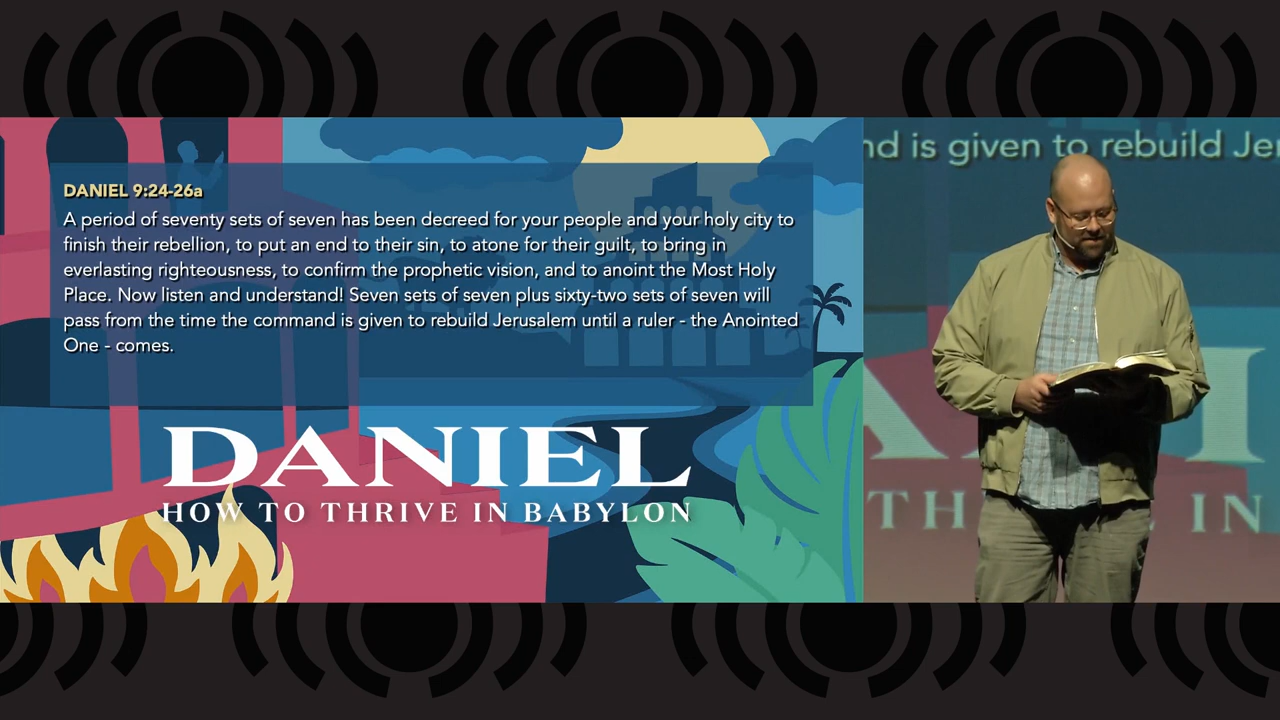 DANIEL 9:24-26a
A period of seventy sets of seven has been decreed for your people and your holy city to
finish their rebellion, to put an end to their sin, to atone for their guilt, to bring in
everlasting righteousness, to confirm the prophetic vision, and to anoint the Most Holy
Place. Now listen and understand! Seven sets of seven plus sixty-two sets of seven will
pass from the time the command is given to rebuild Jerusalem until a ruler - the Anointed
One - comes.
DANIEL
HOW TO THRIVE IN BABYLON
nd is given to rebuild Jer
A I
TH E IN